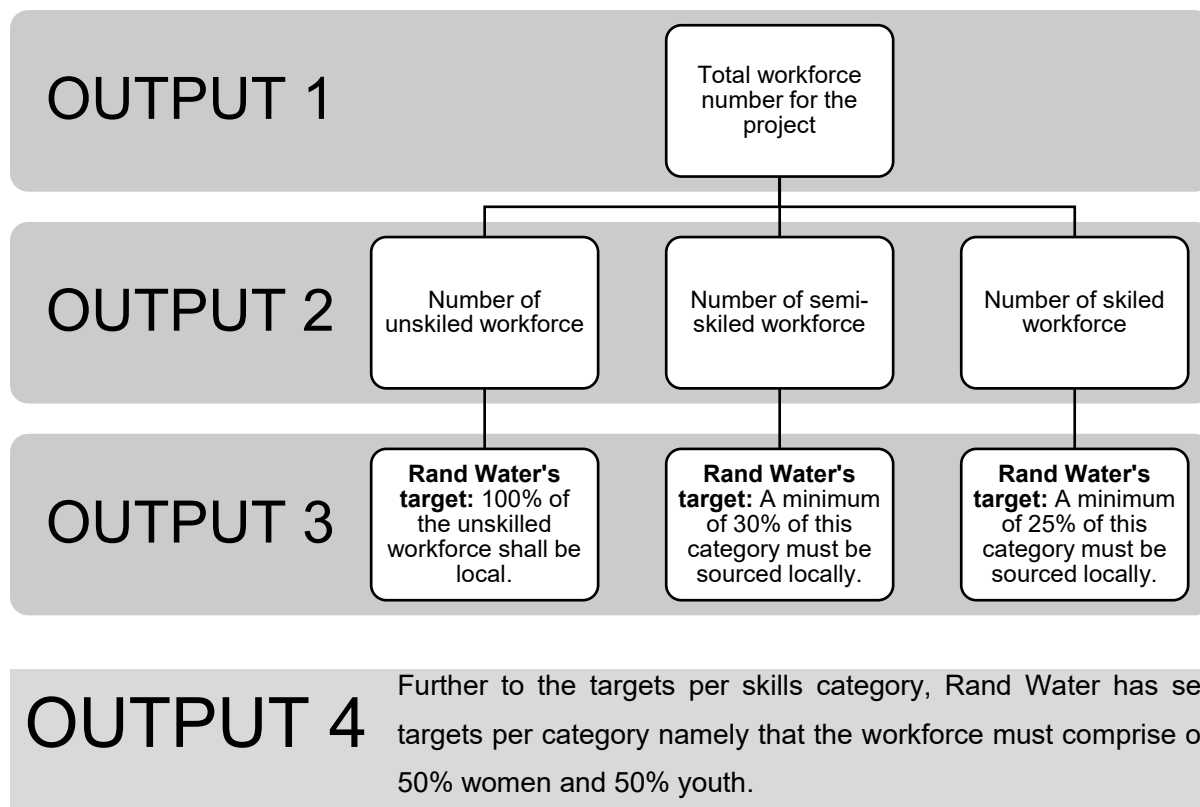 OUTPUT 1
Total workforce
number for the
project
OUTPUT 2
Number of
unskiled workforce
Number of semi-
skiled workforce
Number of skiled
workforce
OUTPUT 3
Rand Water's
target: 100% of
the unskilled
workforce shall be
local.
Rand Water's
target: A minimum
of 30% of this
category must be
sourced locally.
Rand Water's
target: A minimum
of 25% of this
category must be
sourced locally.
OUTPUT 4
Further to the targets per skills category, Rand Water has se
targets per category namely that the workforce must comprise o
50% women and 50% youth.